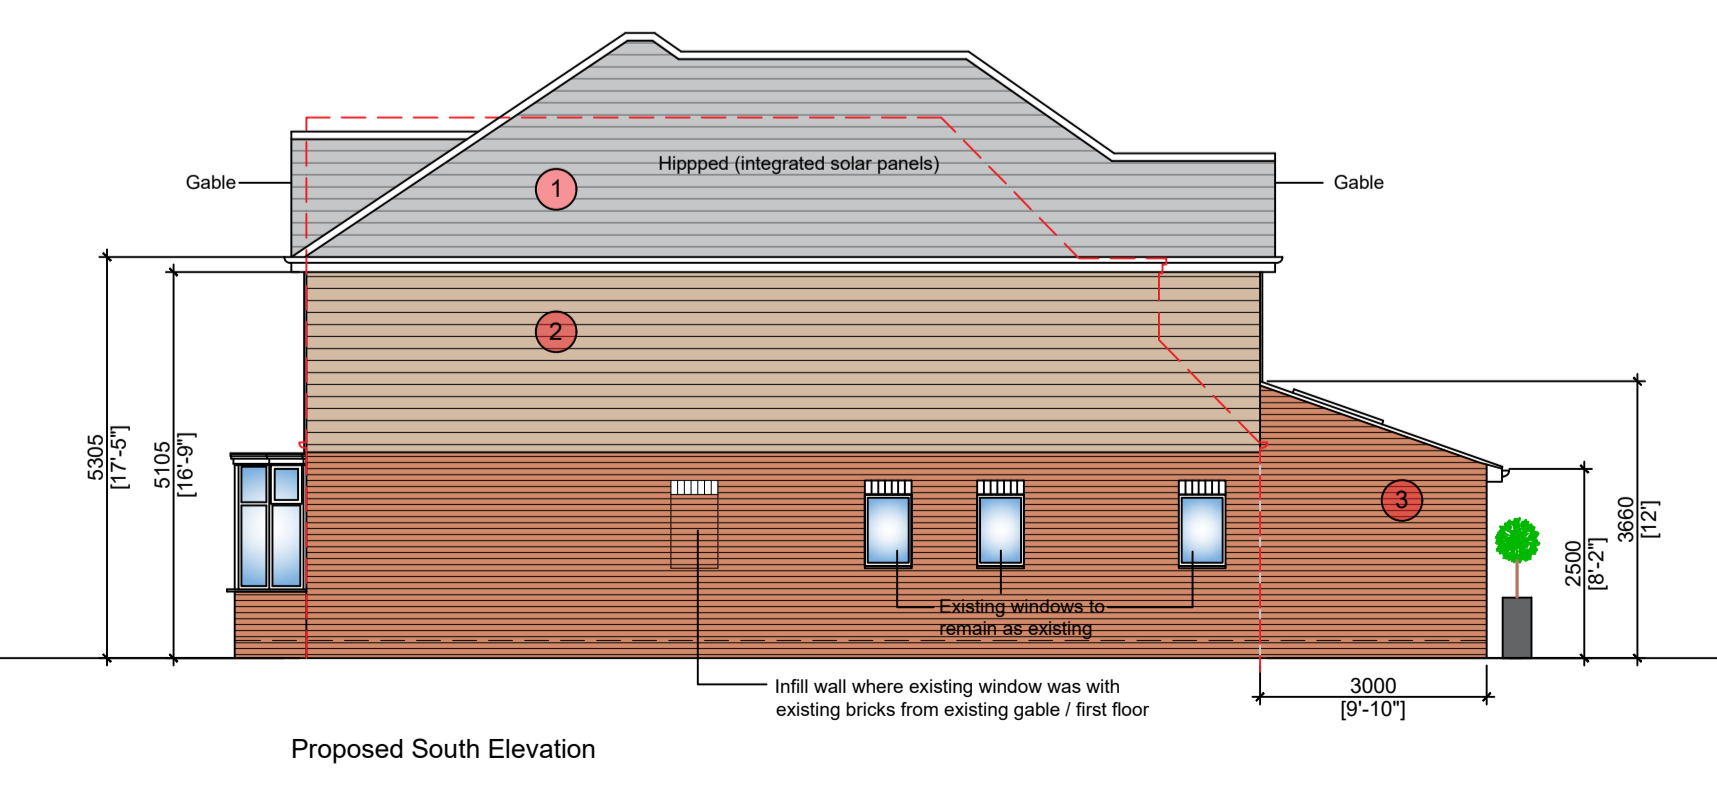 Hippped (integrated solar panels)
Gable
1
Gable
2
5305
[17'-5"]
5105
[16'-9"]
3
3660
[12']
2500
[8'-2"]
Existing windows to
remain as existing
Infill wall where existing window was with
existing bricks from existing gable / first floor
3000
[9'-10"]
Proposed South Elevation